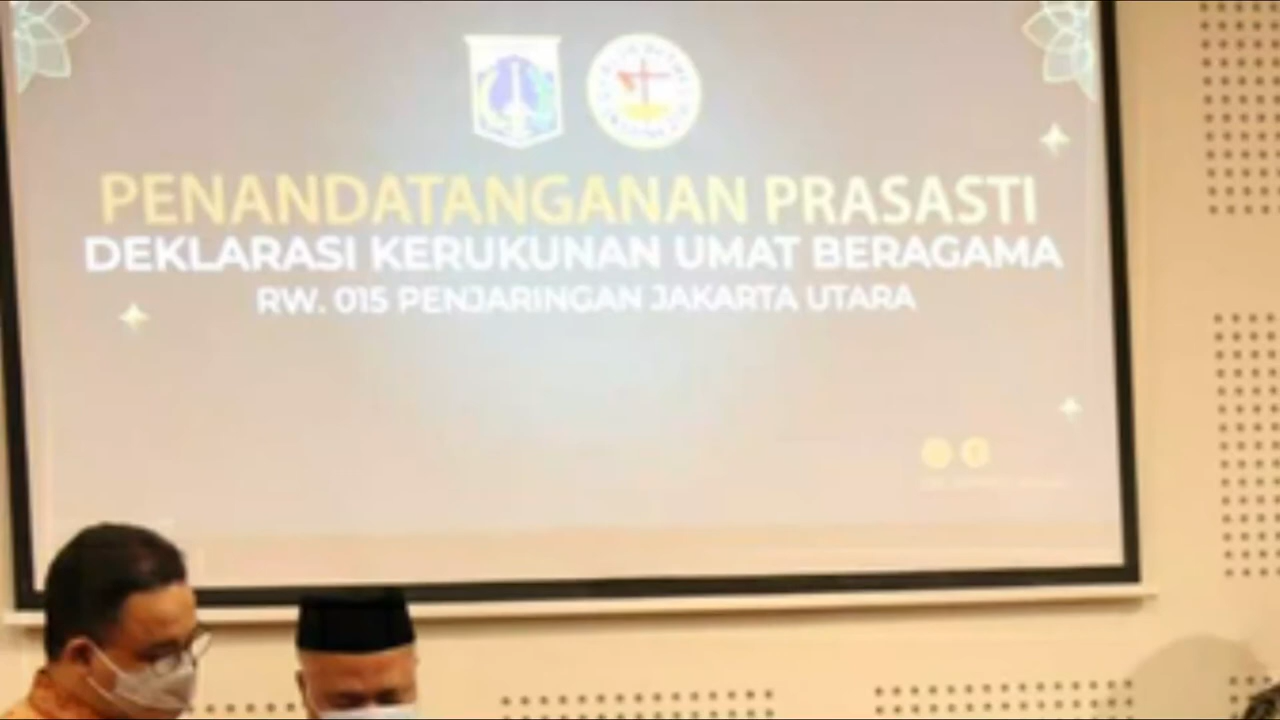 PENANDATANGANAN PRASASTI
DEKLARASI KERUKUNAN UMAT BERAGAMA
RW. 015 PENJARINGAN JAKARTA UTARA